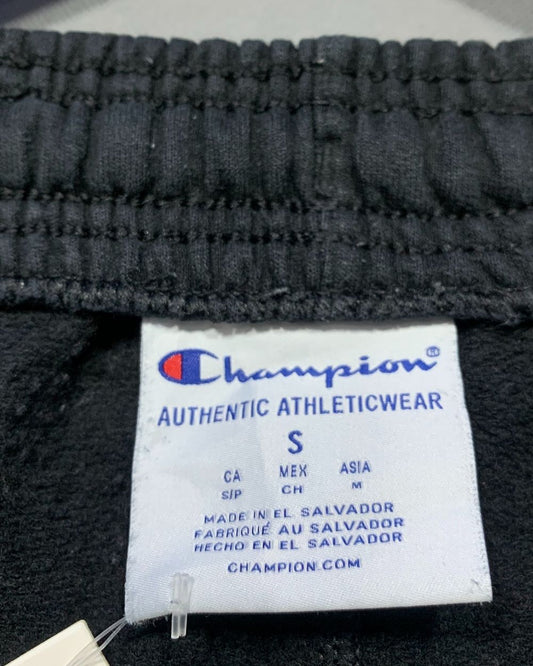 Champion®
AUTHENTIC ATHLETICWEAR
S
CA MEX ASIA
S/P CH M
MADE IN EL SALVADOR
FABRIQUÉ AU SALVADOR
HECHO EN EL SALVADOR
CHAMPION.COM